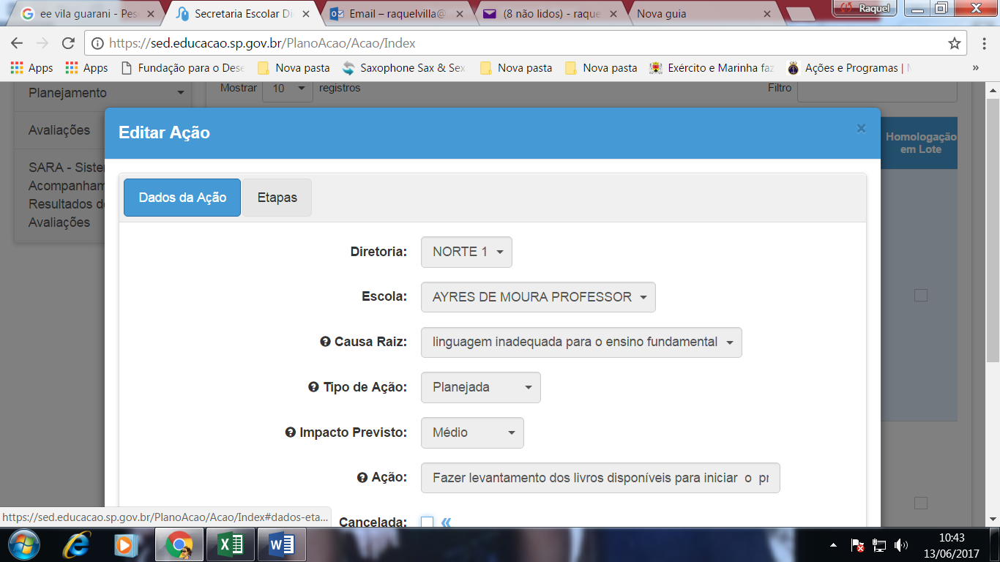 ee vila guarani - Pes
Secretaria Escolar Di
Email – raquelvilla@
(8 não lidos) - raque
Nova guia
Raquel
https://sed.educacao.sp.gov.br/PlanoAcao/Acao/Index
Apps
Apps
Fundação para o Dese
Nova pasta
Saxophone Sax & Sex
Nova pasta
Nova pasta
Exército e Marinha faz
Ações e Programas |
»
Planejamento
Mostrar 10 registros
Filtro
Avaliações
SARA - Siste
Acompanham
Resultados d
Avaliações
Homologação
em Lote
Editar Ação
×
Dados da Ação
Etapas
Diretoria: NORTE 1
Escola: AYRES DE MOURA PROFESSOR
Causa Raiz: linguagem inadequada para o ensino fundamental
Tipo de Ação: Planejada
Impacto Previsto: Médio
Ação: Fazer levantamento dos livros disponíveis para iniciar o pr
Cancelada: «
https://sed.educacao.sp.gov.br/PlanoAcao/Acao/Index#dados-eta...
10:43
13/06/2017